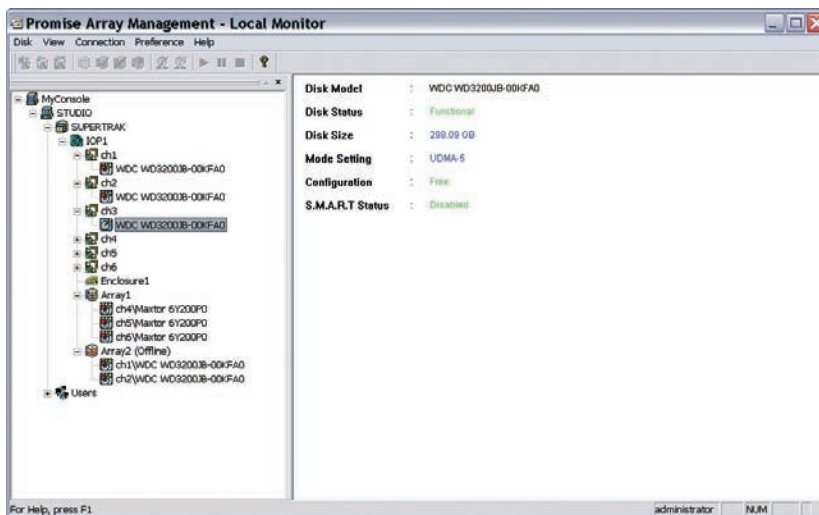 Promise Array Management - Local Monitor
Disk View Connection Preference Help
MyConsole
STUDIO
SUPERTRAK
IOP1
ch1
WDC WD3200JB-00KFA0
ch2
WDC WD3200JB-00KFA0
ch3
WDC WD3200JB-00KFA0
ch4
ch5
ch6
Enclosure1
Array1
ch4\Maxtor 6Y200P0
ch5\Maxtor 6Y200P0
ch6\Maxtor 6Y200P0
Array2 (Offline)
ch1\WDC WD3200JB-00KFA0
ch2\WDC WD3200JB-00KFA0
Users
Disk Model : WDC WD3200JB-00KFA0
Disk Status : Functional
Disk Size : 298.09 GB
Mode Setting : UDMA-5
Configuration : Free
S.M.A.R.T Status : Disabled
For Help, press F1
administrator NUM